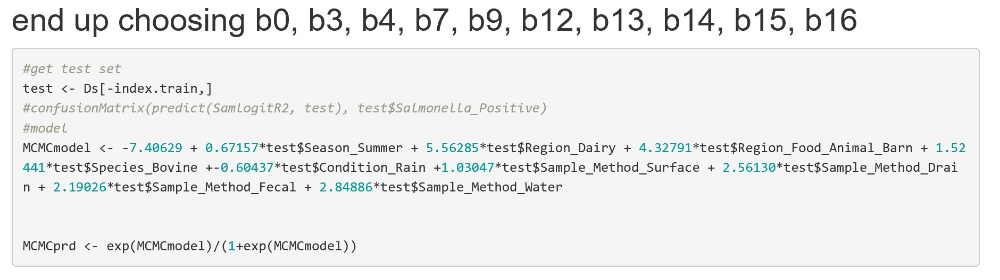 end up choosing b0, b3, b4, b7, b9, b12, b13, b14, b15, b16
#get test set
test <- Ds[-index.train,]
#confusionMatrix(predict(SamlogitR2, test), test$Salmonella_Positive)
#model
MCMCmodel <- -7.40629 + 0.67157*test$Season_Summer + 5.56285*test$Region_Dairy + 4.32791*test$Region_Food_Animal_Barn + 1.52
441*test$Species_Bovine +-0.60437*test$Condition_Rain +1.03047*test$Sample_Method_Surface + 2.56130*test$Sample_Method_Drai
n + 2.19026*test$Sample_Method_Fecal + 2.84886*test$Sample_Method_Water
MCMCprd <- exp(MCMCmodel)/(1+exp(MCMCmodel))